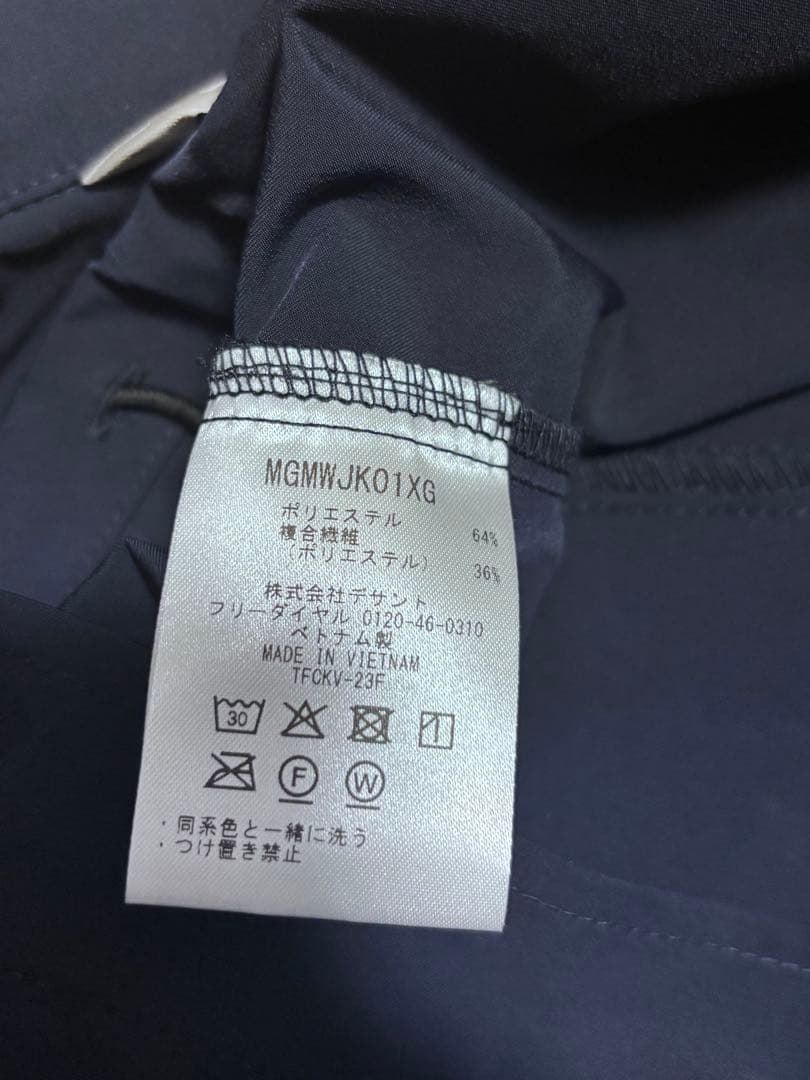 MGMWJK01XG
ポリエステル 64%
複合繊維
(ポリエステル) 36%
株式会社デサント
フリーダイヤル 0120-46-0310
ベトナム製
MADE IN VIETNAM
TFCKV-23F
30
F W
・同系色と一緒に洗う
・つけ置き禁止